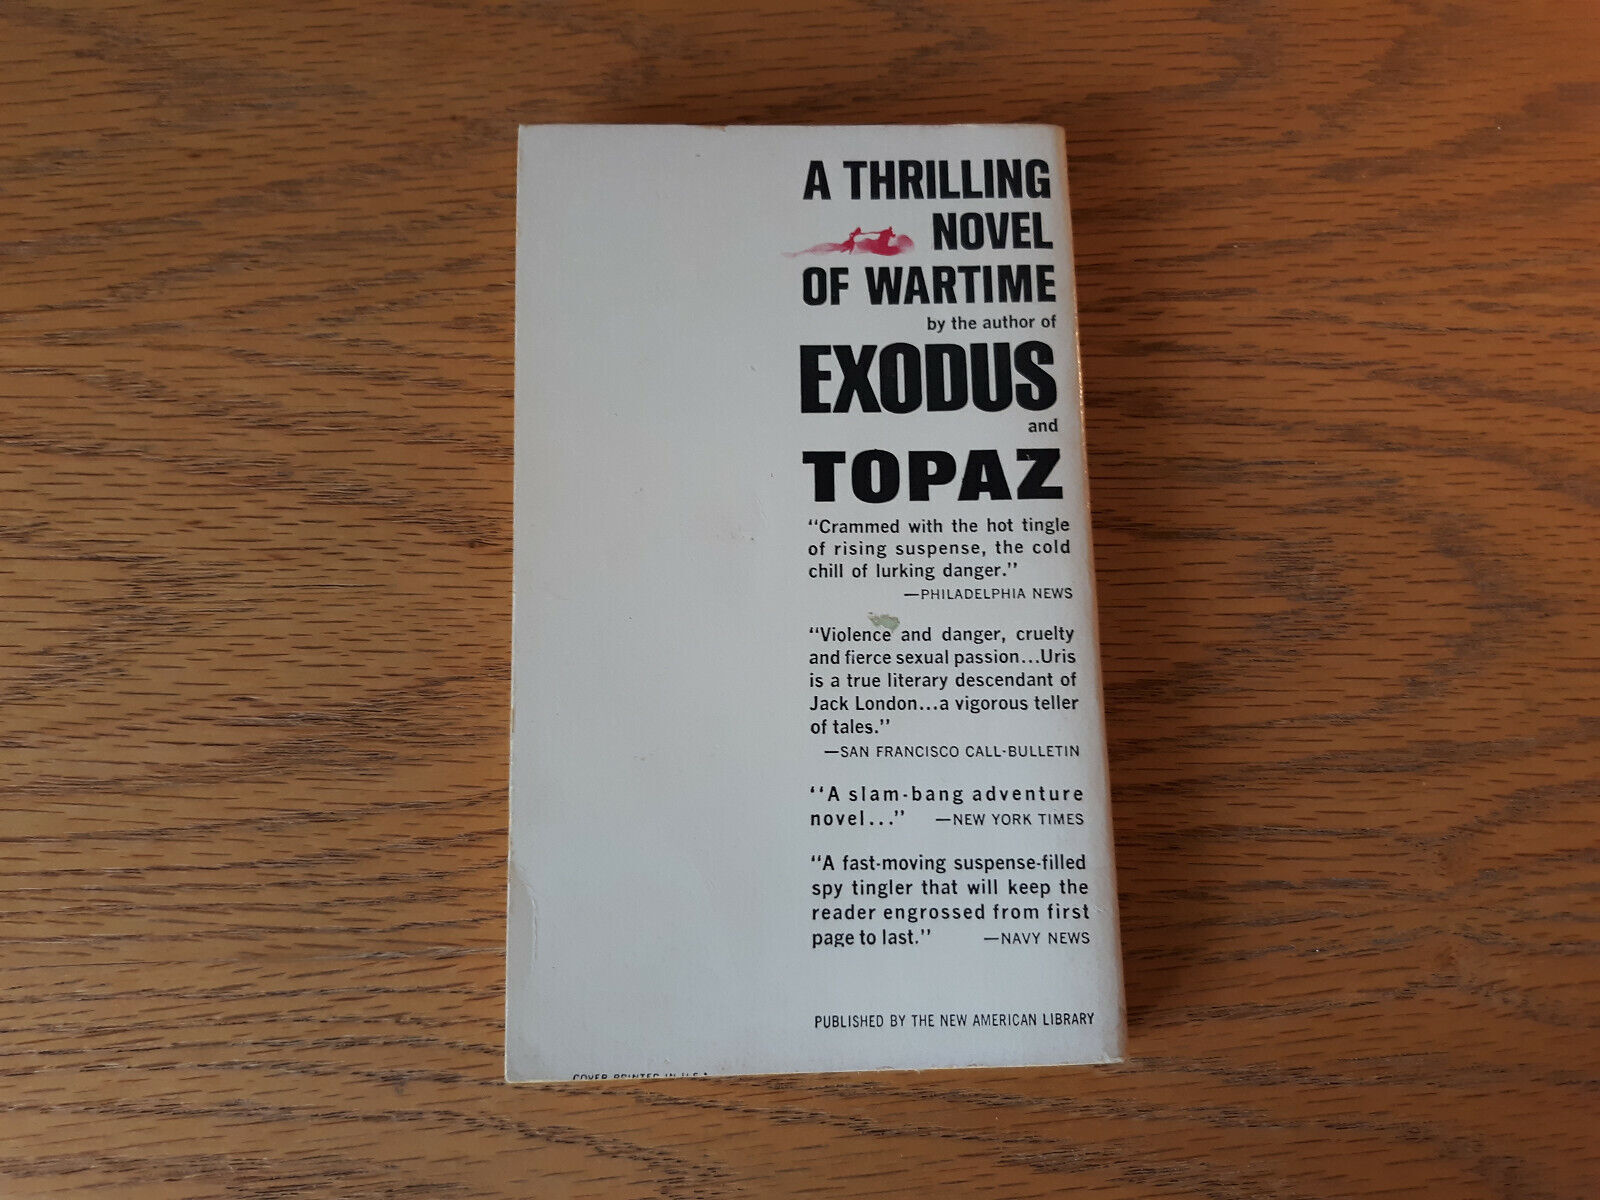 A THRILLING
NOVEL
OF WARTIME
by the author of
EXODUS
and
TOPAZ
"Crammed with the hot tingle
of rising suspense, the cold
chill of lurking danger."
—PHILADELPHIA NEWS
"Violence and danger, cruelty
and fierce sexual passion...Uris
is a true literary descendant of
Jack London...a vigorous teller
of tales."
—SAN FRANCISCO CALL-BULLETIN
"A slam-bang adventure
novel..." —NEW YORK TIMES
"A fast-moving suspense-filled
spy tingler that will keep the
reader engrossed from first
page to last." —NAVY NEWS
PUBLISHED BY THE NEW AMERICAN LIBRARY
COVER PRINTED IN U.S.A